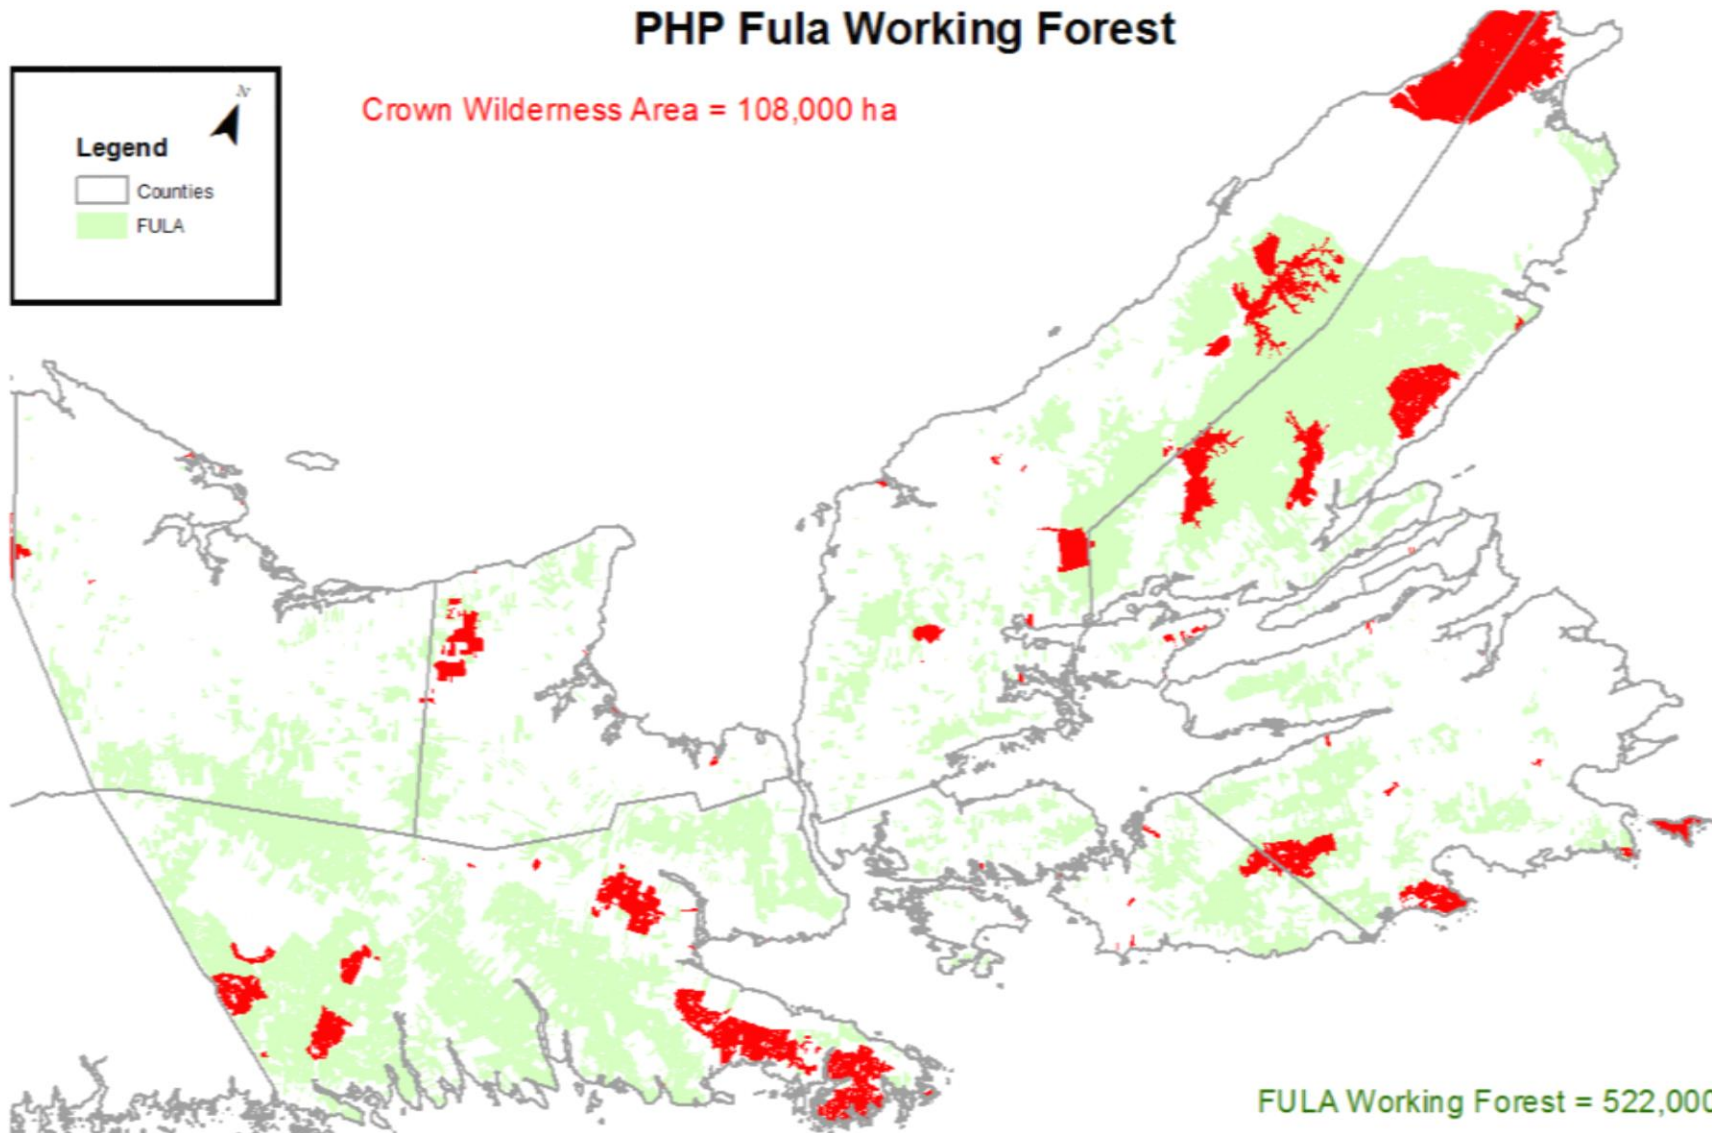 PHP Fula Working Forest
Crown Wilderness Area = 108,000 ha
N
Legend
Counties
FULA
FULA Working Forest = 522,000